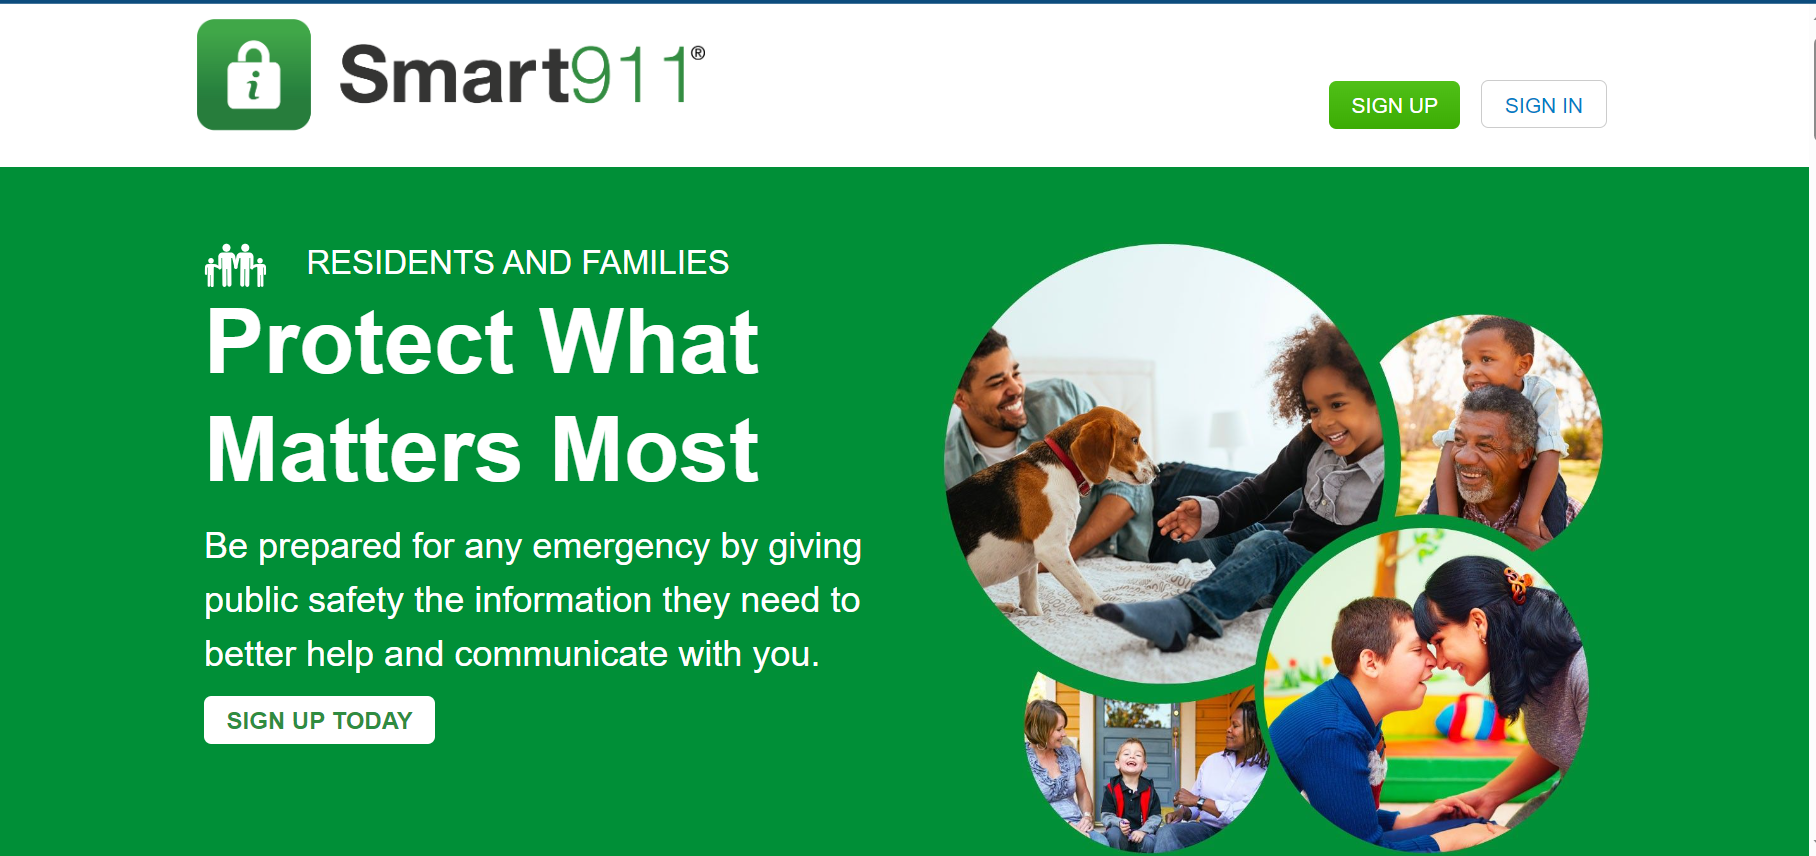 i
Smart911®
SIGN UP
SIGN IN
RESIDENTS AND FAMILIES
Protect What
Matters Most
Be prepared for any emergency by giving
public safety the information they need to
better help and communicate with you.
SIGN UP TODAY